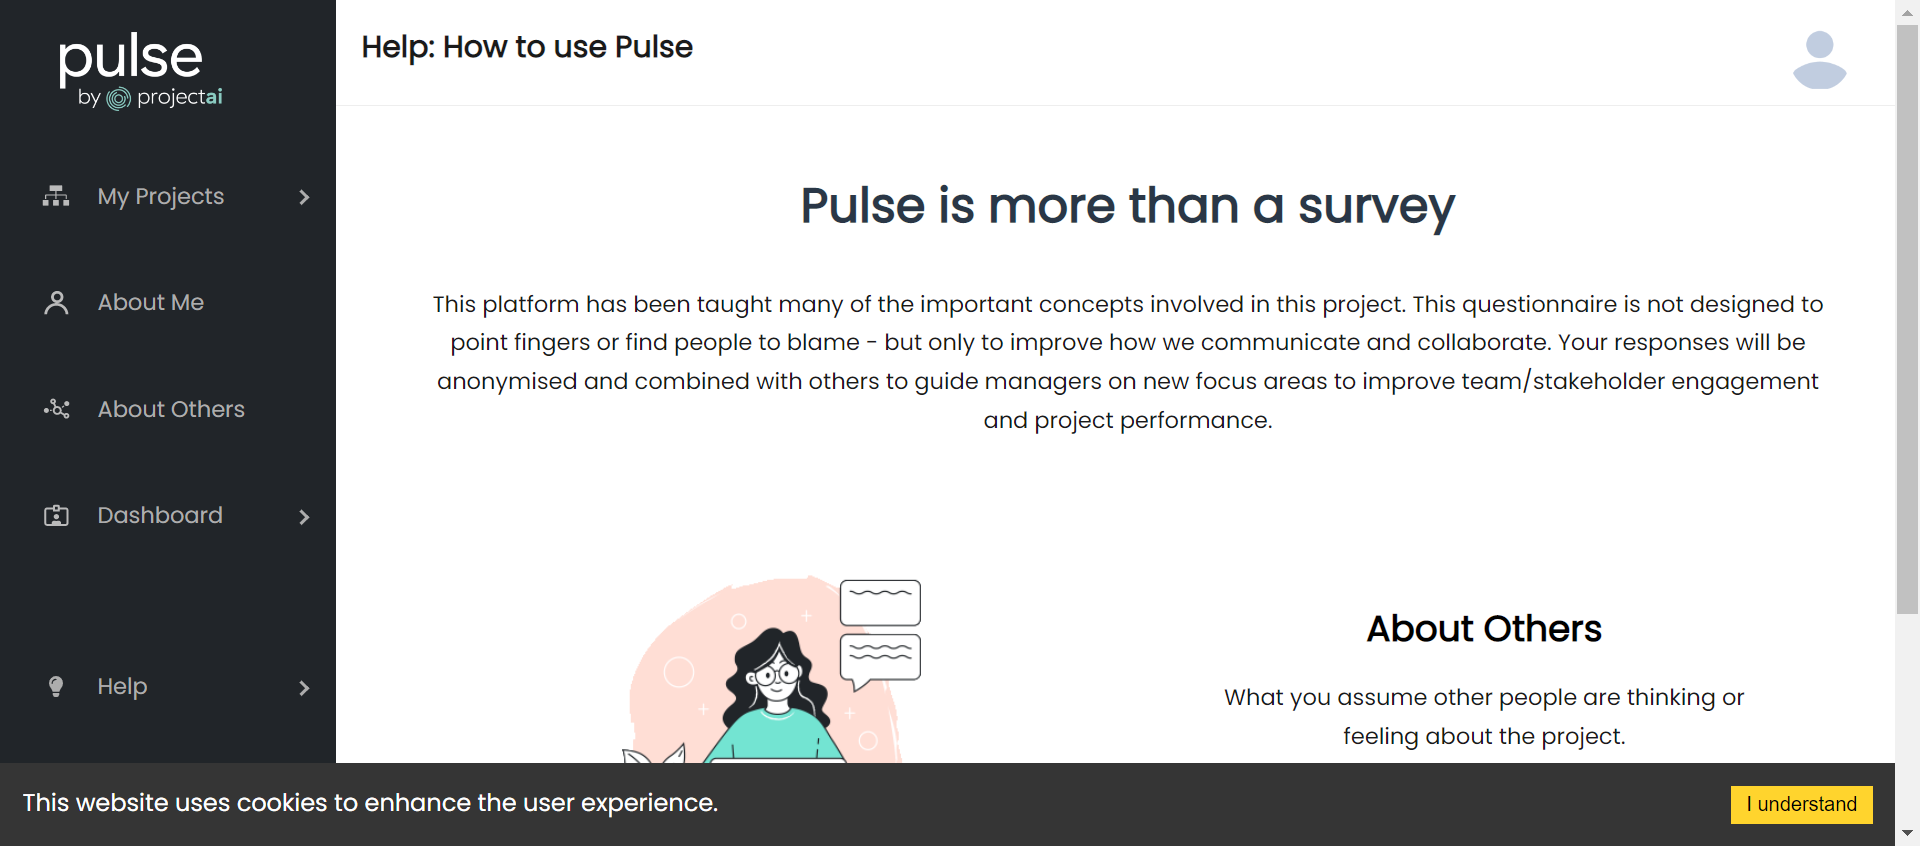 pulse
by projectai
My Projects
About Me
About Others
Dashboard
Help
Help: How to use Pulse
Pulse is more than a survey
This platform has been taught many of the important concepts involved in this project. This questionnaire is not designed to
point fingers or find people to blame - but only to improve how we communicate and collaborate. Your responses will be
anonymised and combined with others to guide managers on new focus areas to improve team/stakeholder engagement
and project performance.
About Others
What you assume other people are thinking or
feeling about the project.
This website uses cookies to enhance the user experience.
I understand